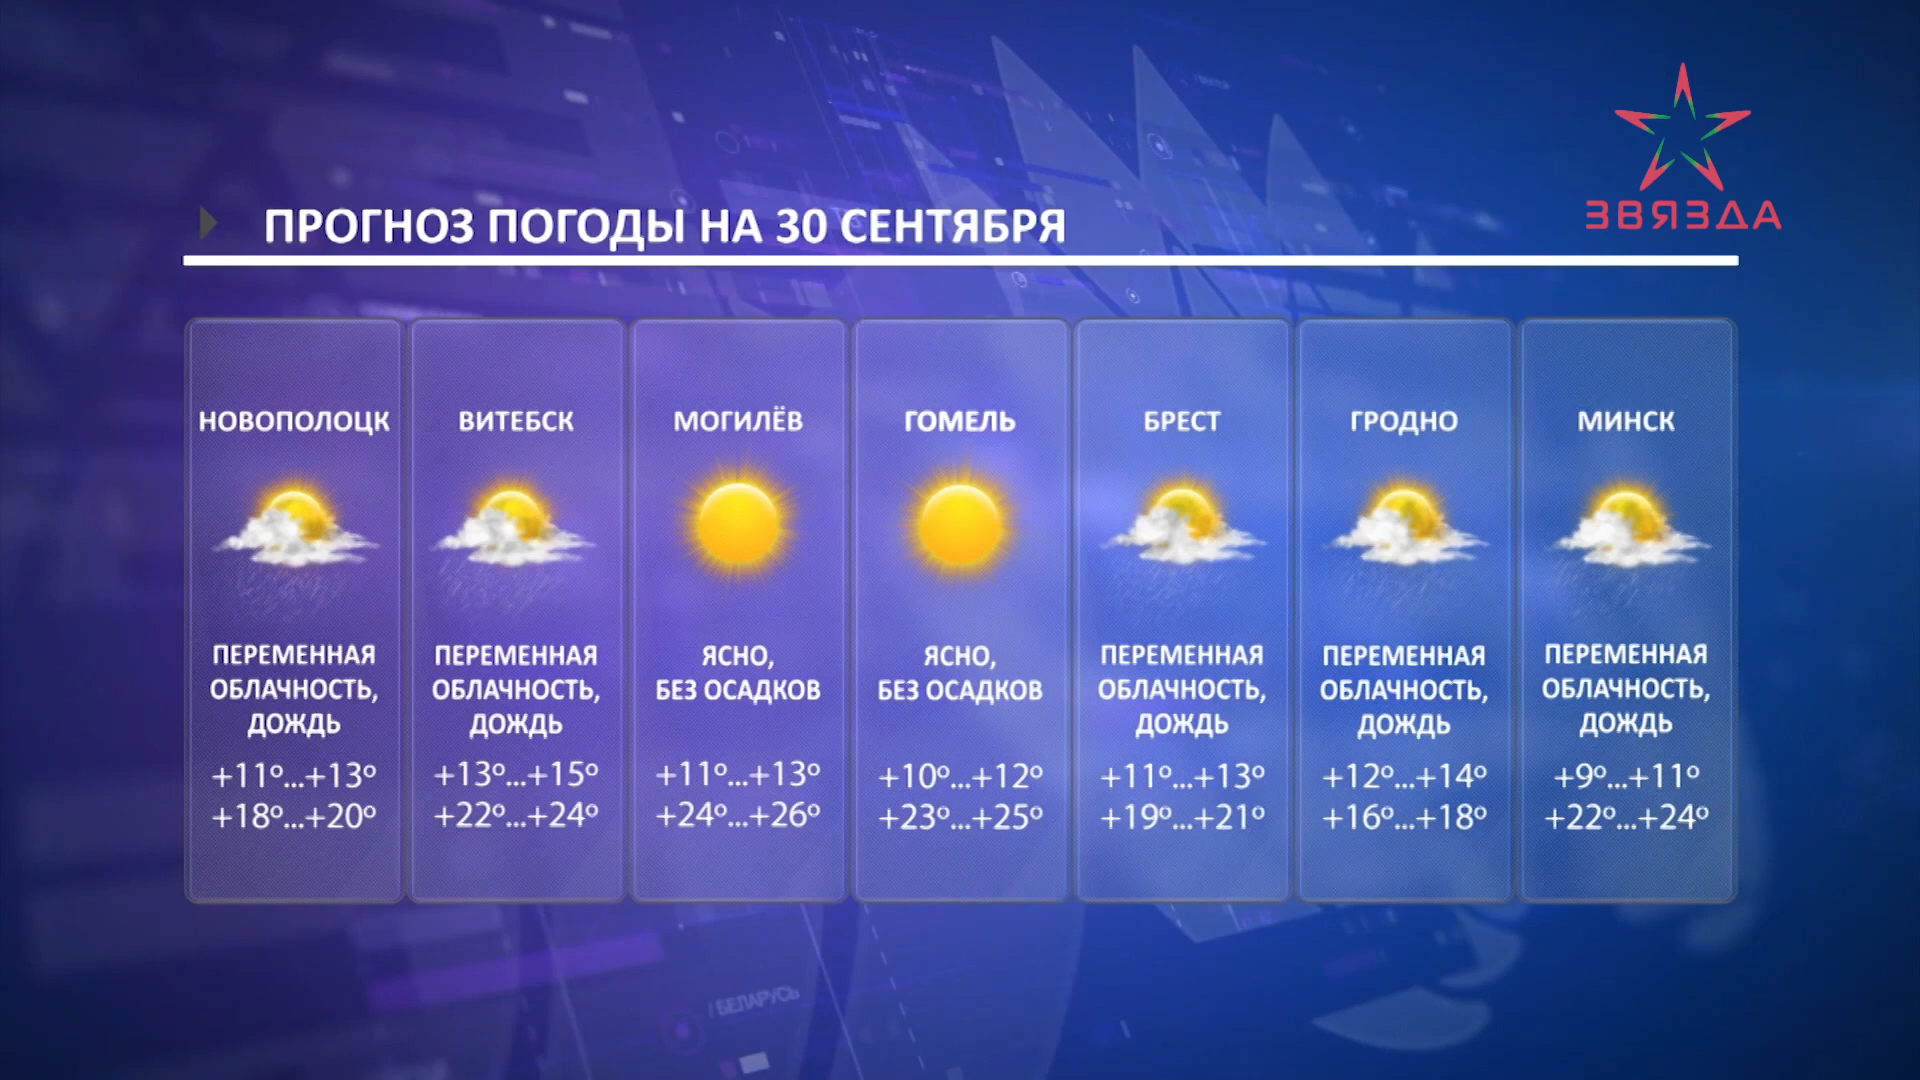 ЗВЯЗДА
ПРОГНОЗ ПОГОДЫ НА 30 СЕНТЯБРЯ
НОВОПОЛОЦК
ПЕРЕМЕННАЯ
ОБЛАЧНОСТЬ,
ДОЖДЬ
+11º...+13º
+18º...+20º
ВИТЕБСК
ПЕРЕМЕННАЯ
ОБЛАЧНОСТЬ,
ДОЖДЬ
+13º...+15º
+22º...+24º
МОГИЛЁВ
ЯСНО,
БЕЗ ОСАДКОВ
+11º...+13º
+24º...+26º
ГОМЕЛЬ
ЯСНО,
БЕЗ ОСАДКОВ
+10º...+12º
+23º...+25º
БРЕСТ
ПЕРЕМЕННАЯ
ОБЛАЧНОСТЬ,
ДОЖДЬ
+11º...+13º
+19º...+21º
ГРОДНО
ПЕРЕМЕННАЯ
ОБЛАЧНОСТЬ,
ДОЖДЬ
+12º...+14º
+16º...+18º
МИНСК
ПЕРЕМЕННАЯ
ОБЛАЧНОСТЬ,
ДОЖДЬ
+9º...+11º
+22º...+24º
/ БЕЛАРУСЬ